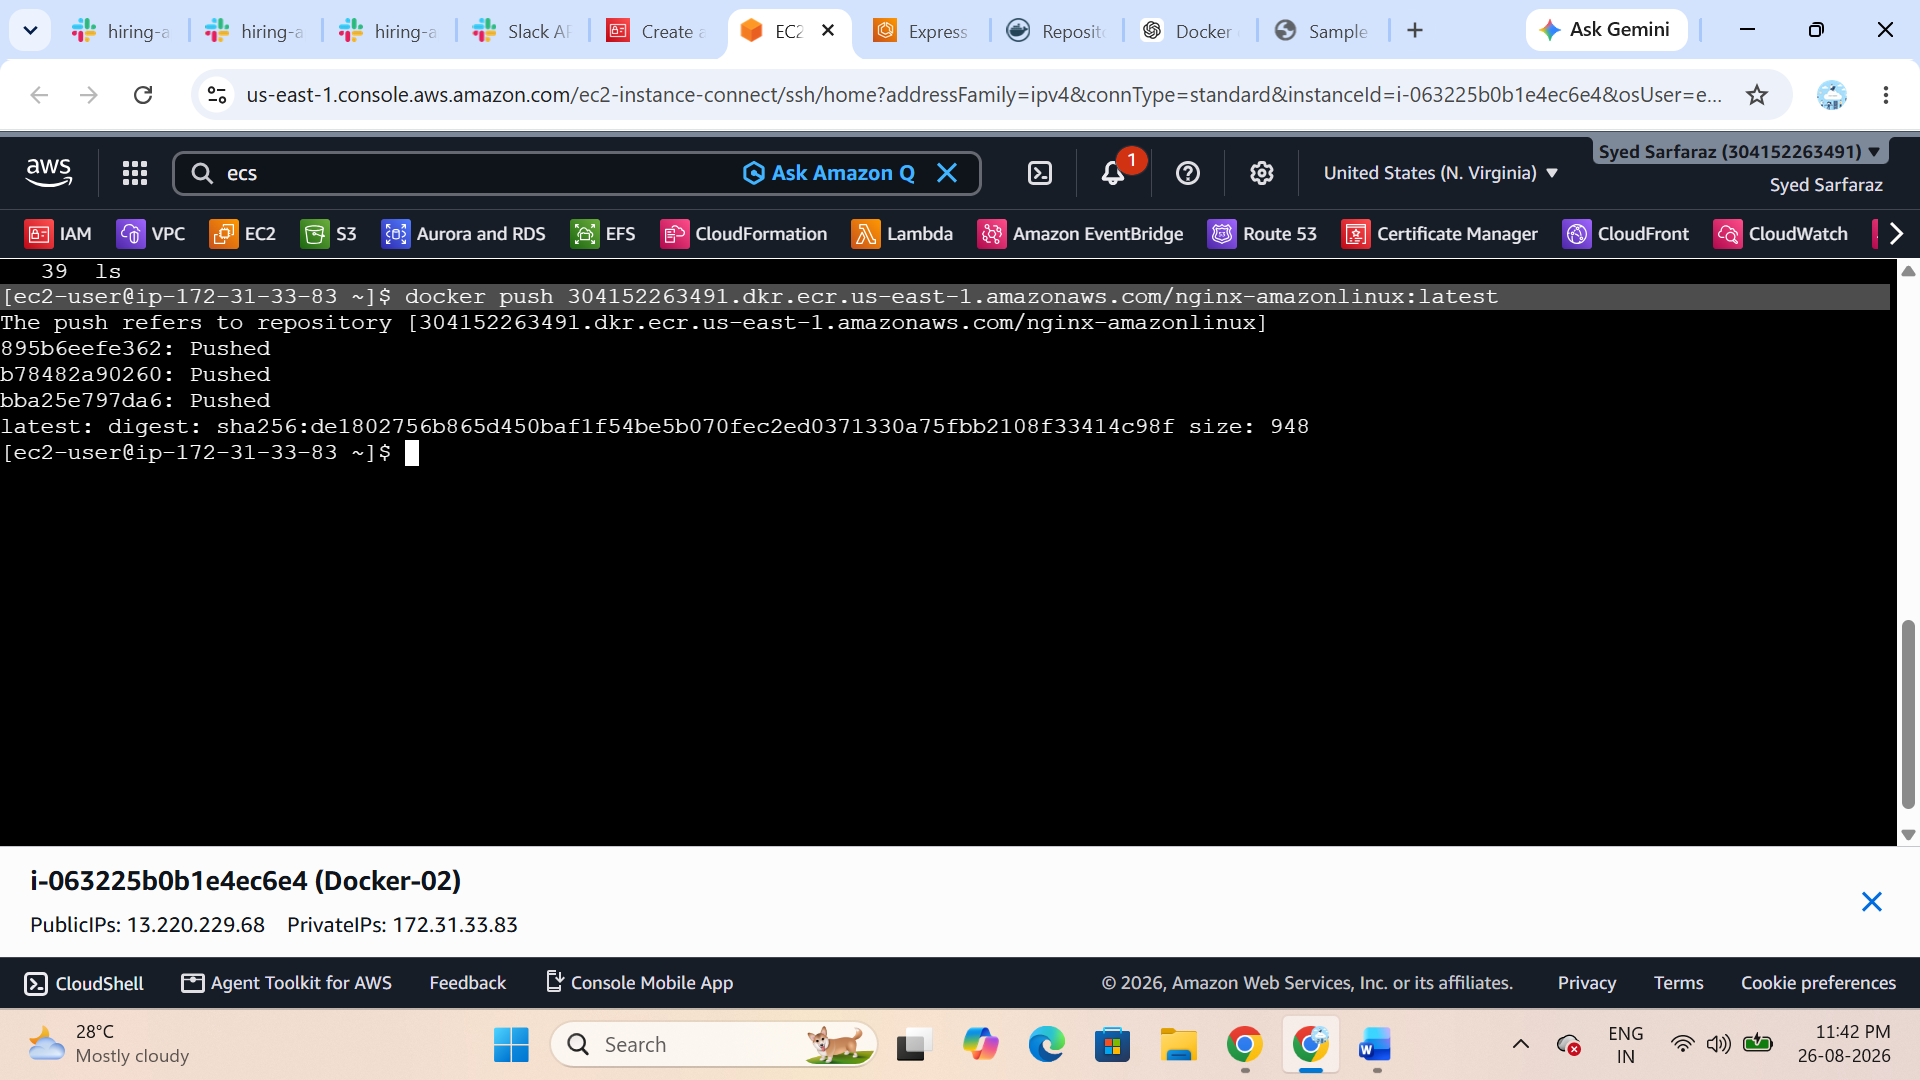 hiring-a
hiring-a
hiring-a
Slack AP
Create a
EC2
Express
Reposito
Docker
Sample
Ask Gemini
us-east-1.console.aws.amazon.com/ec2-instance-connect/ssh/home?addressFamily=ipv4&connType=standard&instanceId=i-063225b0b1e4ec6e4&osUser=e...
aws
ecs
Ask Amazon Q
1
United States (N. Virginia)
Syed Sarfaraz (304152263491)
Syed Sarfaraz
IAM
VPC
EC2
S3
Aurora and RDS
EFS
CloudFormation
Lambda
Amazon EventBridge
Route 53
Certificate Manager
CloudFront
CloudWatch
39 ls
[ec2-user@ip-172-31-33-83 ~]$ docker push 304152263491.dkr.ecr.us-east-1.amazonaws.com/nginx-amazonlinux:latest
The push refers to repository [304152263491.dkr.ecr.us-east-1.amazonaws.com/nginx-amazonlinux]
895b6eefe362: Pushed
b78482a90260: Pushed
bba25e797da6: Pushed
latest: digest: sha256:de1802756b865d450baf1f54be5b070fec2ed0371330a75fbb2108f33414c98f size: 948
[ec2-user@ip-172-31-33-83 ~]$
i-063225b0b1e4ec6e4 (Docker-02)
PublicIPs: 13.220.229.68 PrivateIPs: 172.31.33.83
CloudShell
Agent Toolkit for AWS
Feedback
Console Mobile App
© 2026, Amazon Web Services, Inc. or its affiliates.
Privacy
Terms
Cookie preferences
28°C
Mostly cloudy
Search
ENG
IN
11:42 PM
26-08-2026